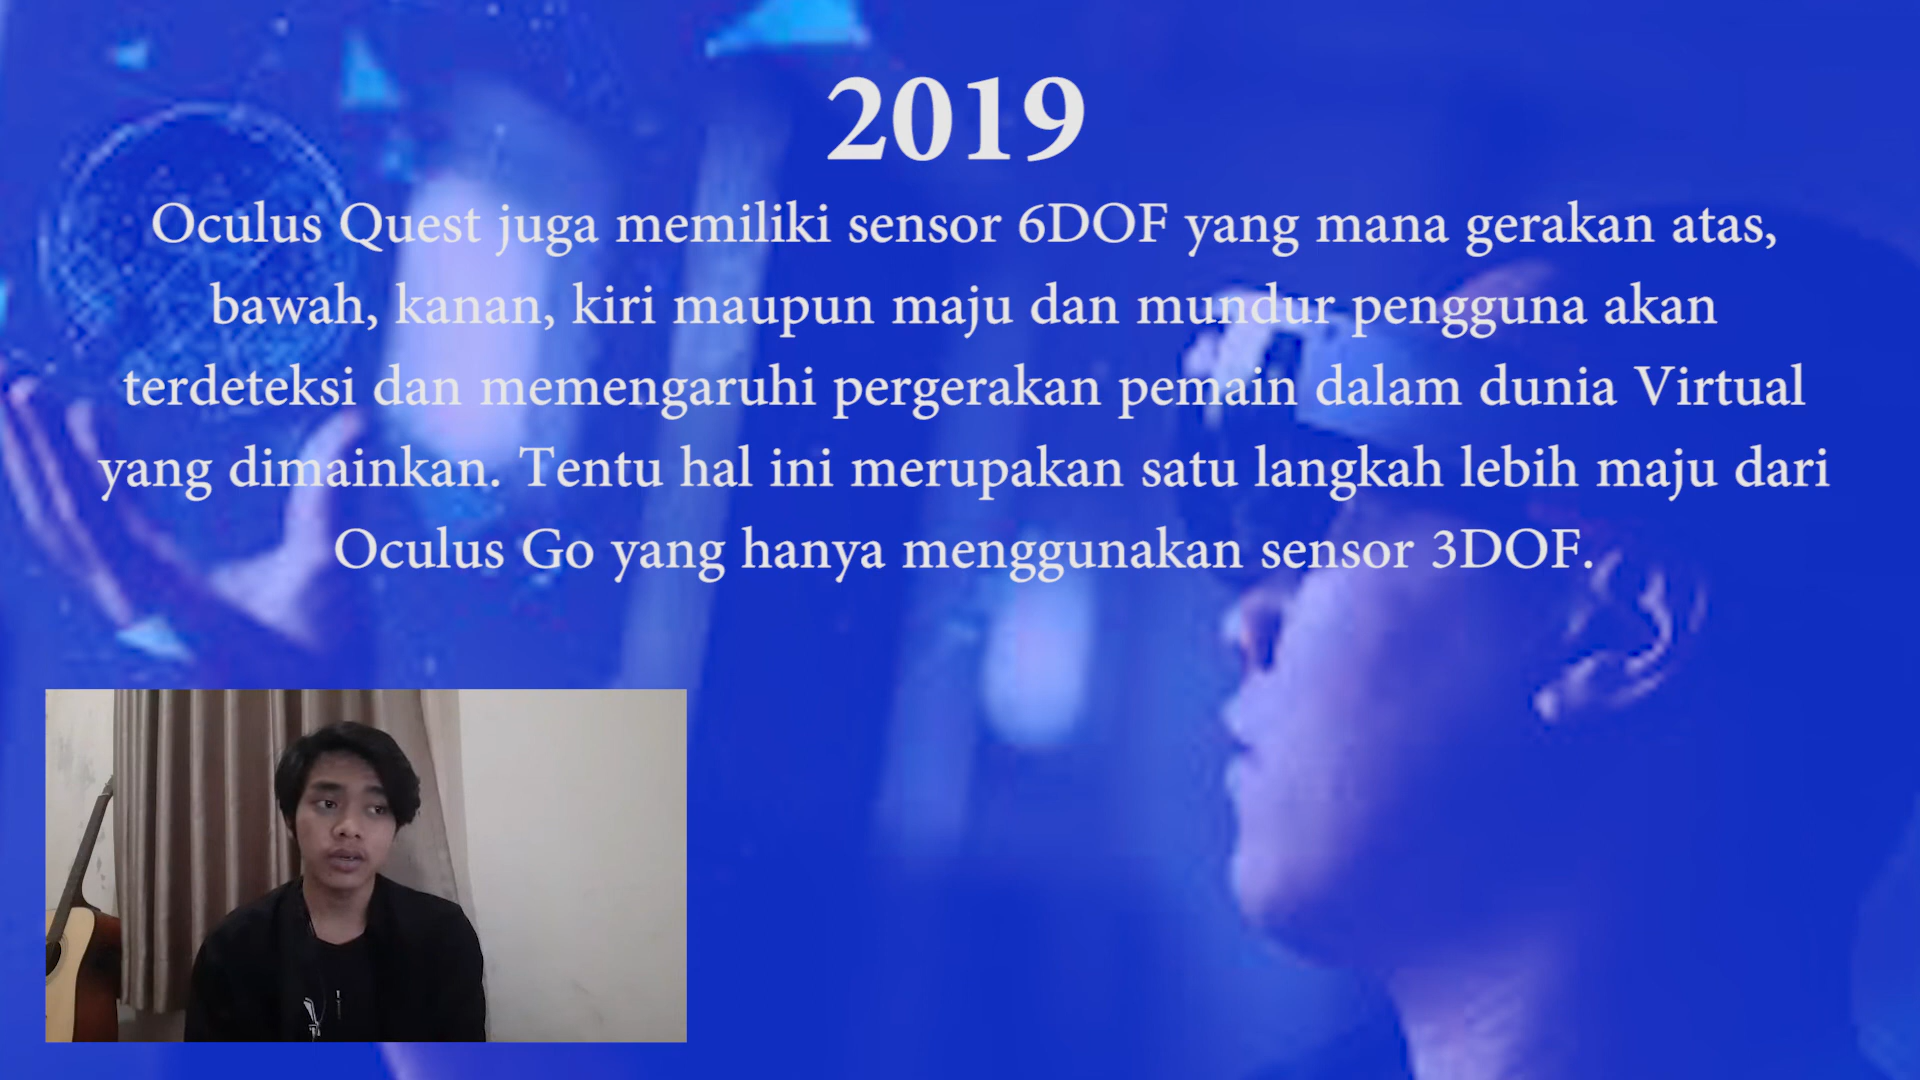 2019
Oculus Quest juga memiliki sensor 6DOF yang mana gerakan atas,
bawah, kanan, kiri maupun maju dan mundur pengguna akan
terdeteksi dan memengaruhi pergerakan pemain dalam dunia Virtual
yang dimainkan. Tentu hal ini merupakan satu langkah lebih maju dari
Oculus Go yang hanya menggunakan sensor 3DOF.